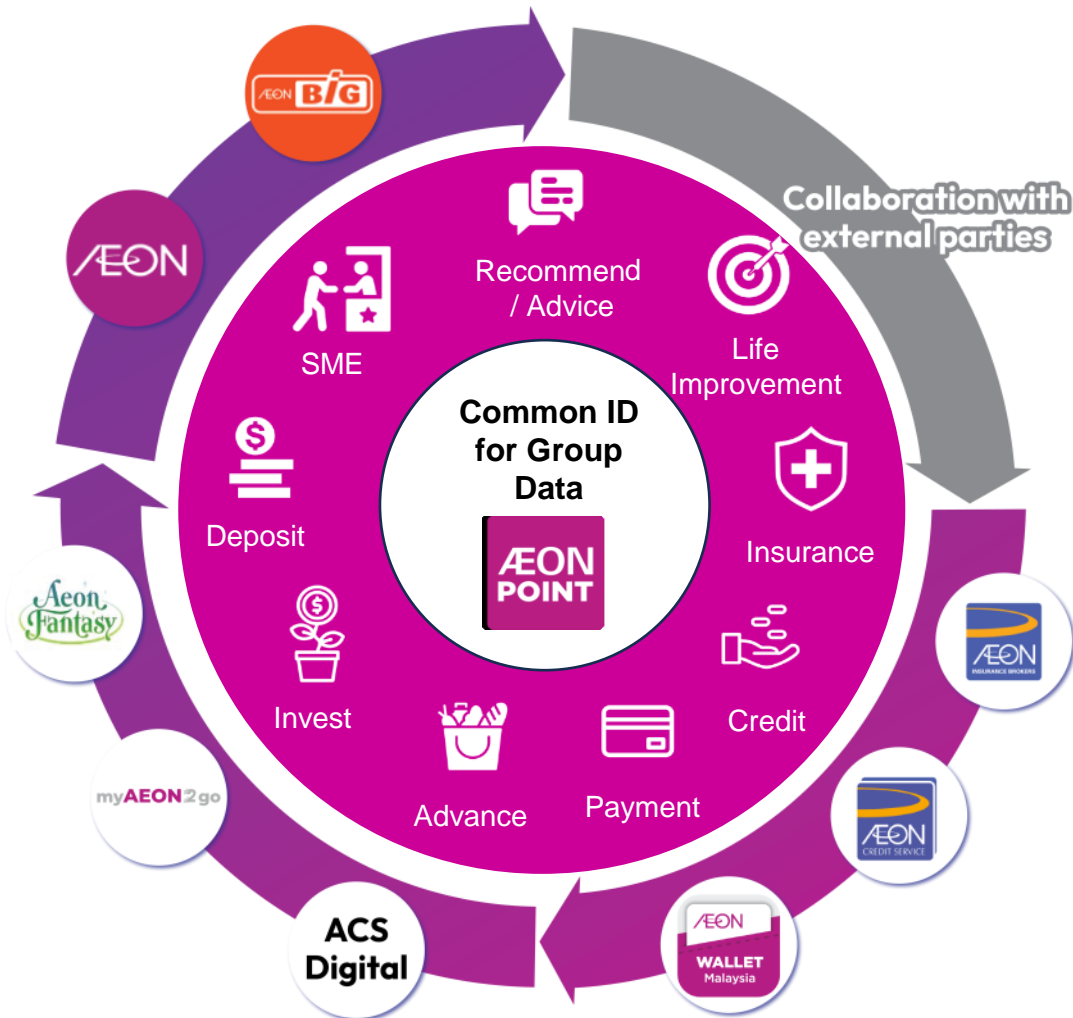 ÆON BiG
Collaboration with
external parties
ÆON
Recommend
/ Advice
SME
Life
Improvement
Common ID
for Group
Data
ÆON
POINT
Deposit
Insurance
Aeon
Fantasy
ÆON
INSURANCE BROKERS
Invest
Credit
myAEON2go
Advance
Payment
ÆON
CREDIT SERVICE
ACS
Digital
ÆON
WALLET
Malaysia